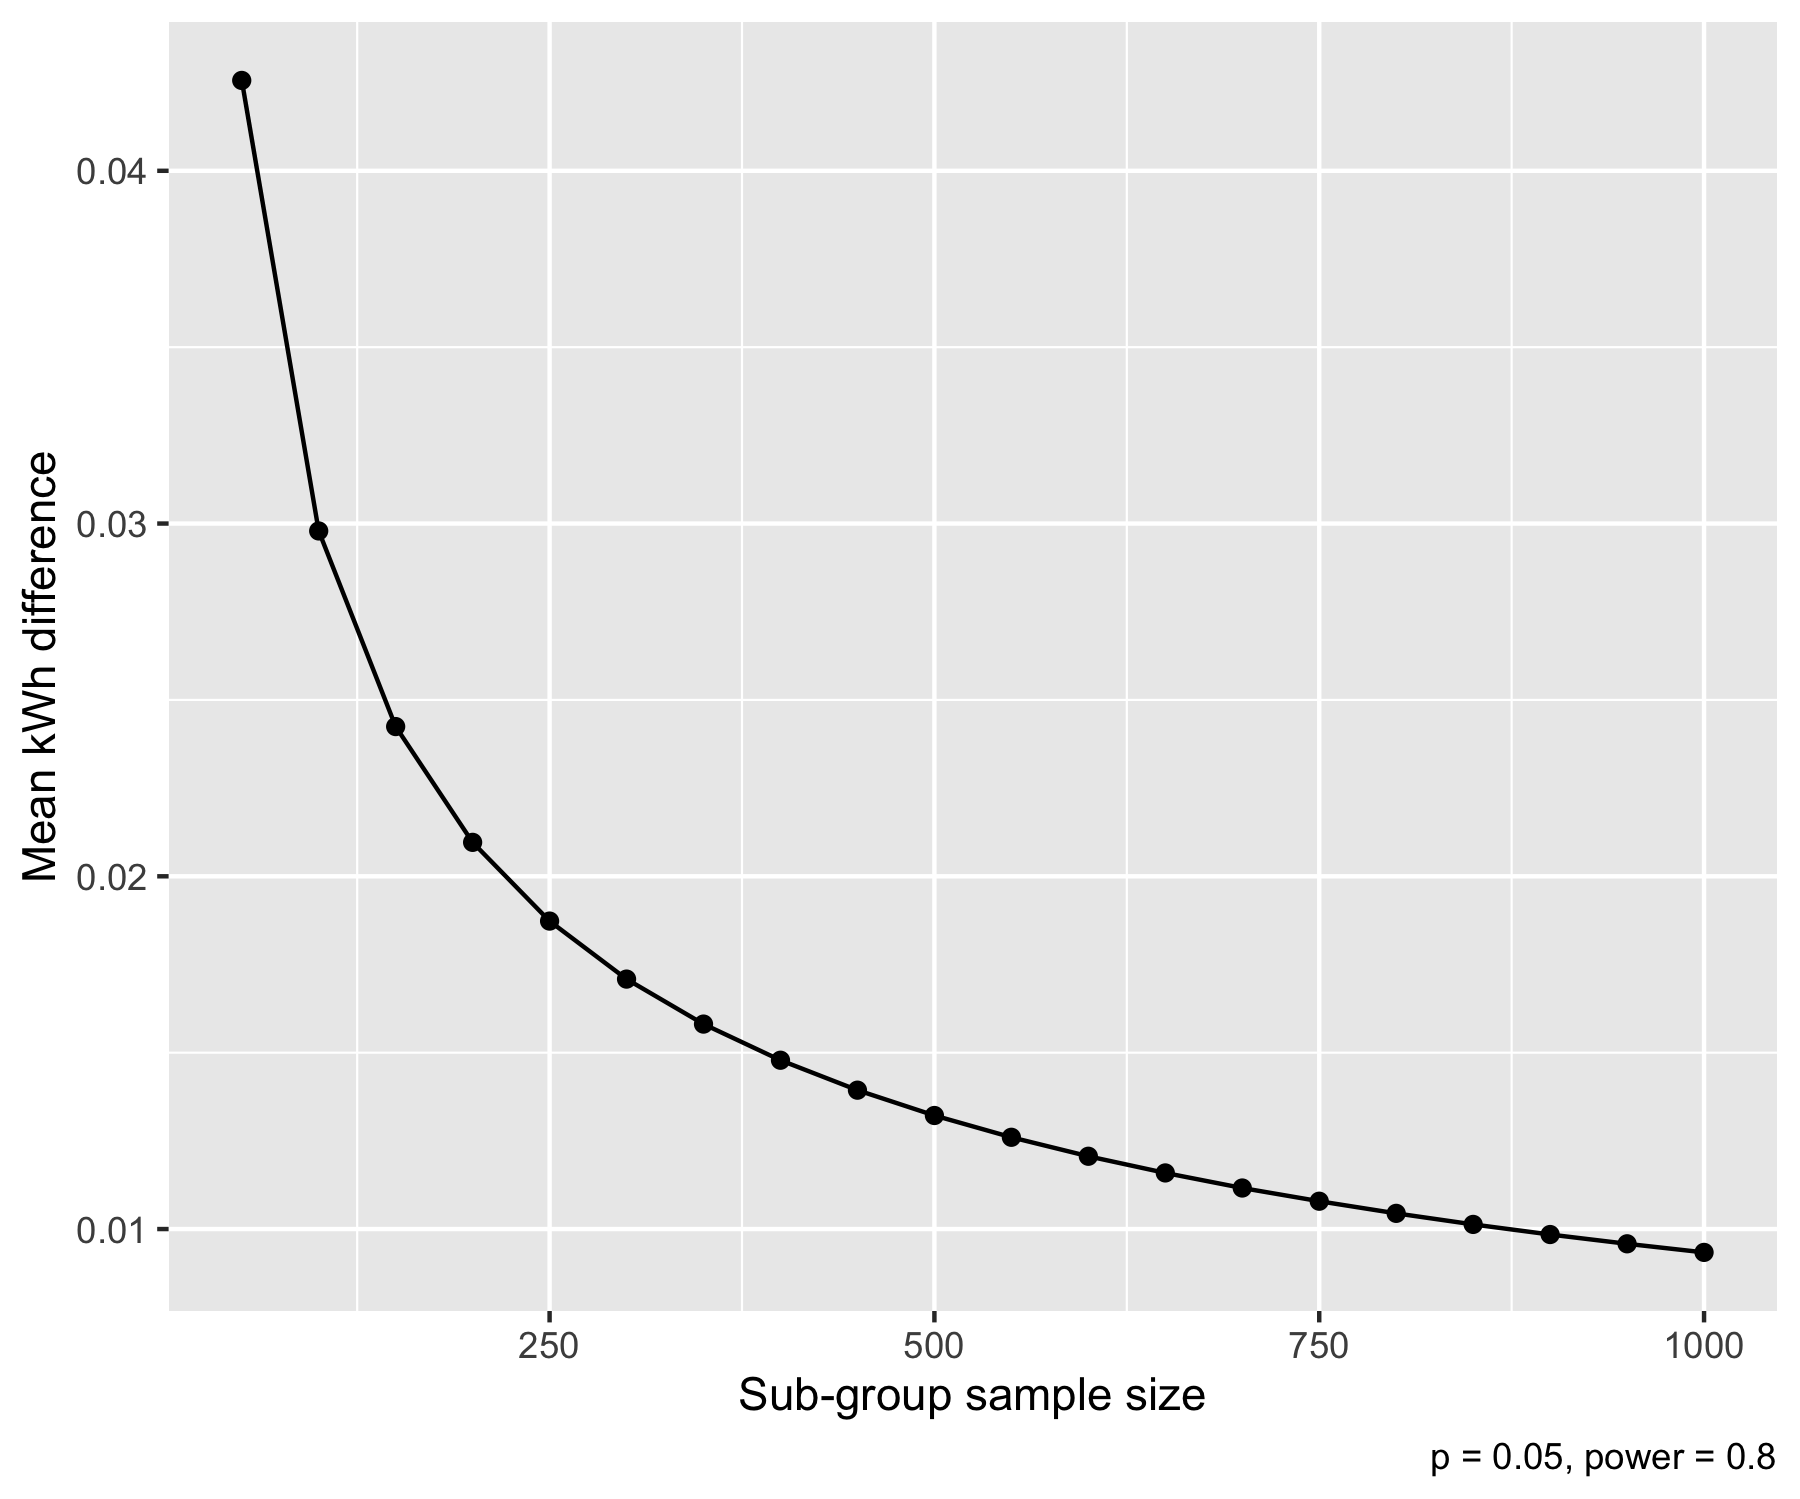 Mean kWh difference
0.04
0.03
0.02
0.01
250 500 750 1000
Sub-group sample size
p = 0.05, power = 0.8